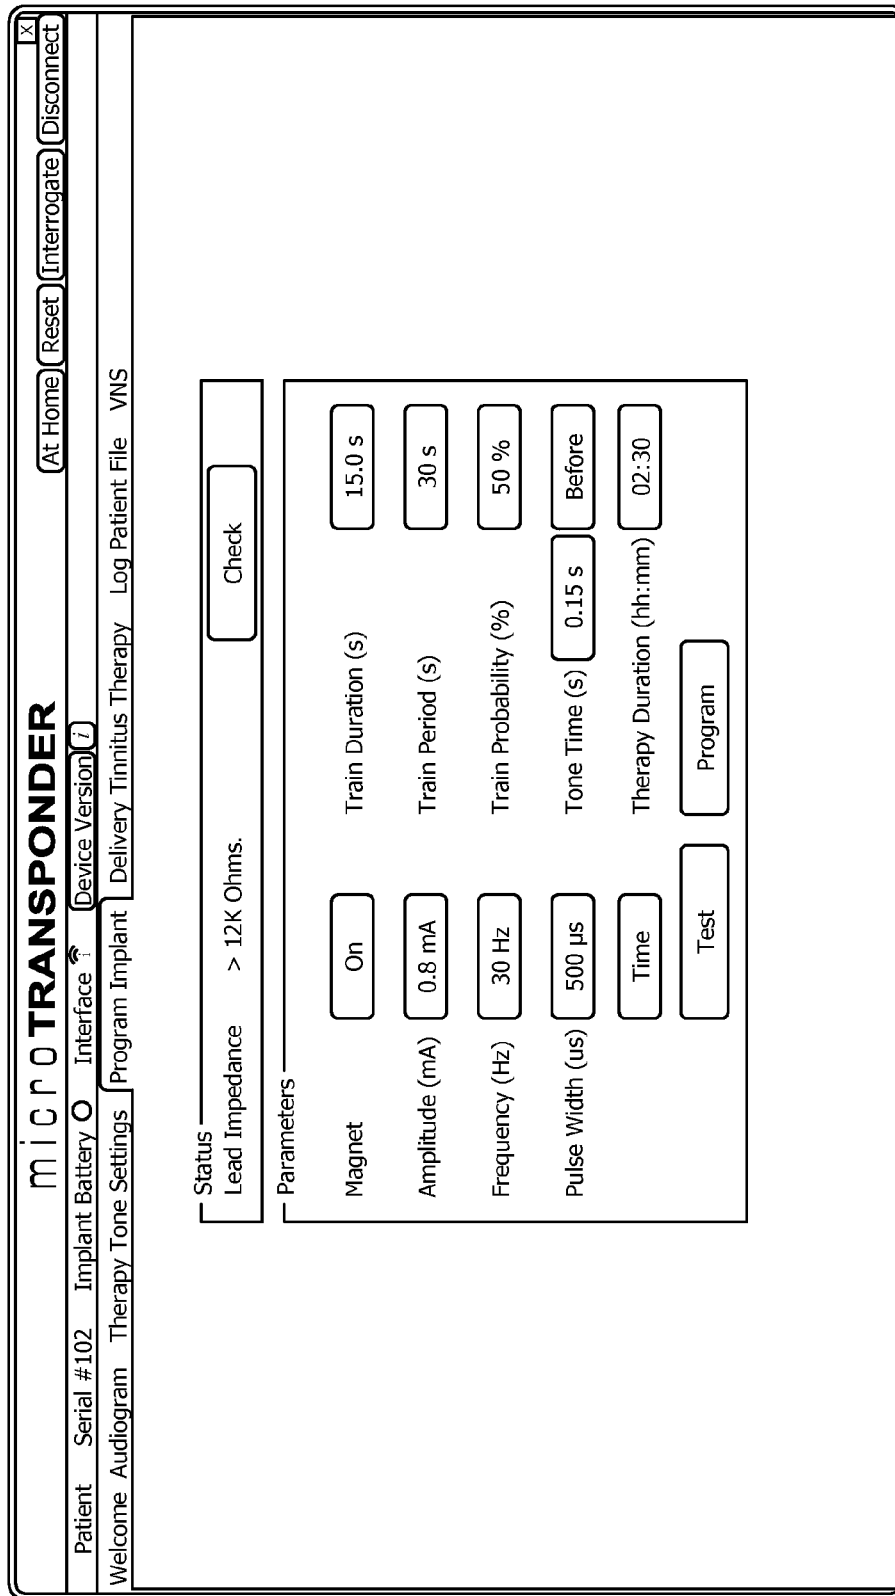 microTRANSPONDER
X
At Home Reset Interrogate Disconnect
Patient Serial #102 Implant Battery Interface i Device Version i
Welcome Audiogram Therapy Tone Settings Program Implant Delivery Tinnitus Therapy Log Patient File VNS
Status
Lead Impedance > 12K Ohms. Check
Parameters
Magnet On Train Duration (s) 15.0 s
Amplitude (mA) 0.8 mA Train Period (s) 30 s
Frequency (Hz) 30 Hz Train Probability (%) 50 %
Pulse Width (us) 500 µs Tone Time (s) 0.15 s Before
Time Therapy Duration (hh:mm) 02:30
Test Program